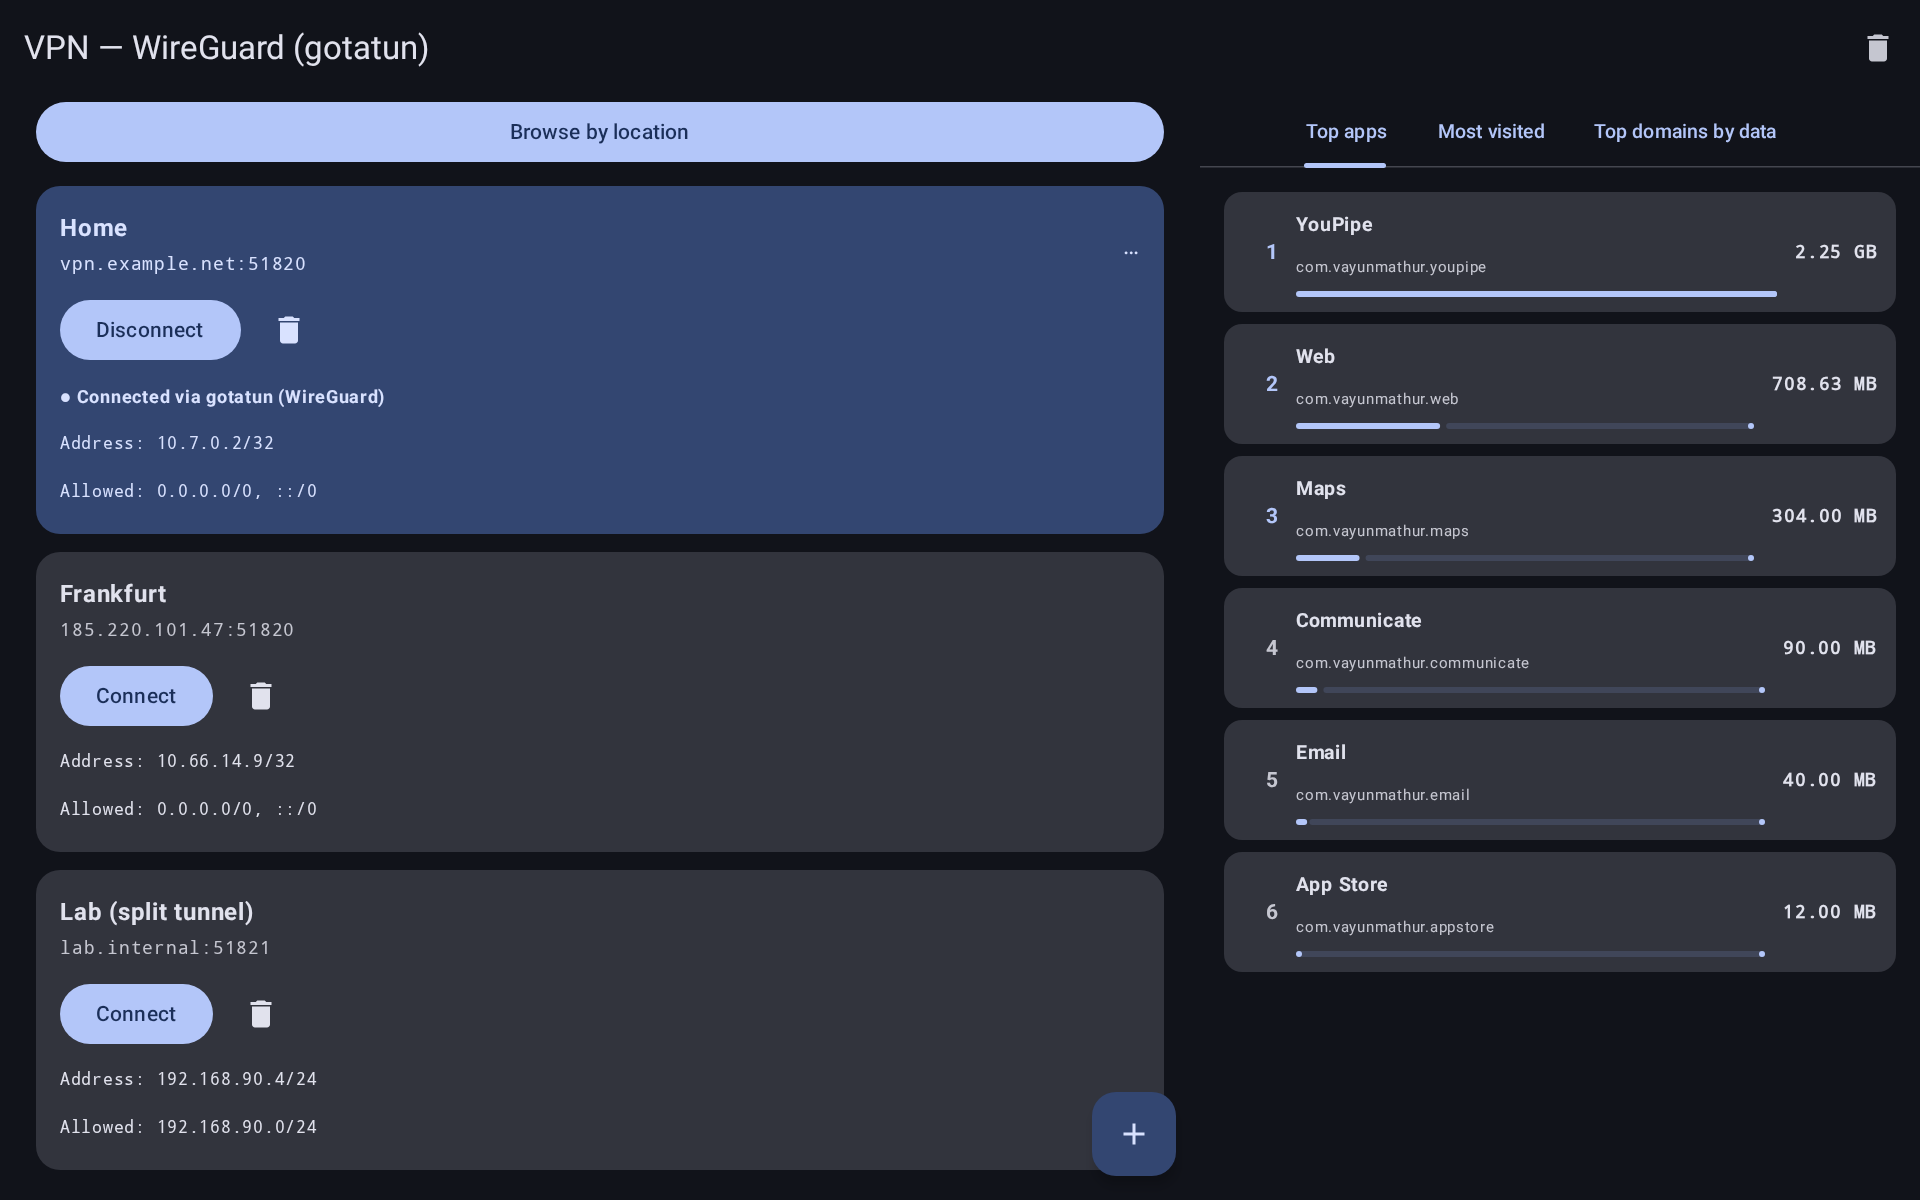 VPN — WireGuard (gotatun)
Browse by location
Home
vpn.example.net:51820
...
Disconnect
● Connected via gotatun (WireGuard)
Address: 10.7.0.2/32
Allowed: 0.0.0.0/0, ::/0
Frankfurt
185.220.101.47:51820
Connect
Address: 10.66.14.9/32
Allowed: 0.0.0.0/0, ::/0
Lab (split tunnel)
lab.internal:51821
Connect
Address: 192.168.90.4/24
Allowed: 192.168.90.0/24
+
Top apps Most visited Top domains by data
1 YouPipe 2.25 GB
com.vayunmathur.youpipe
2 Web 708.63 MB
com.vayunmathur.web
3 Maps 304.00 MB
com.vayunmathur.maps
4 Communicate 90.00 MB
com.vayunmathur.communicate
5 Email 40.00 MB
com.vayunmathur.email
6 App Store 12.00 MB
com.vayunmathur.appstore